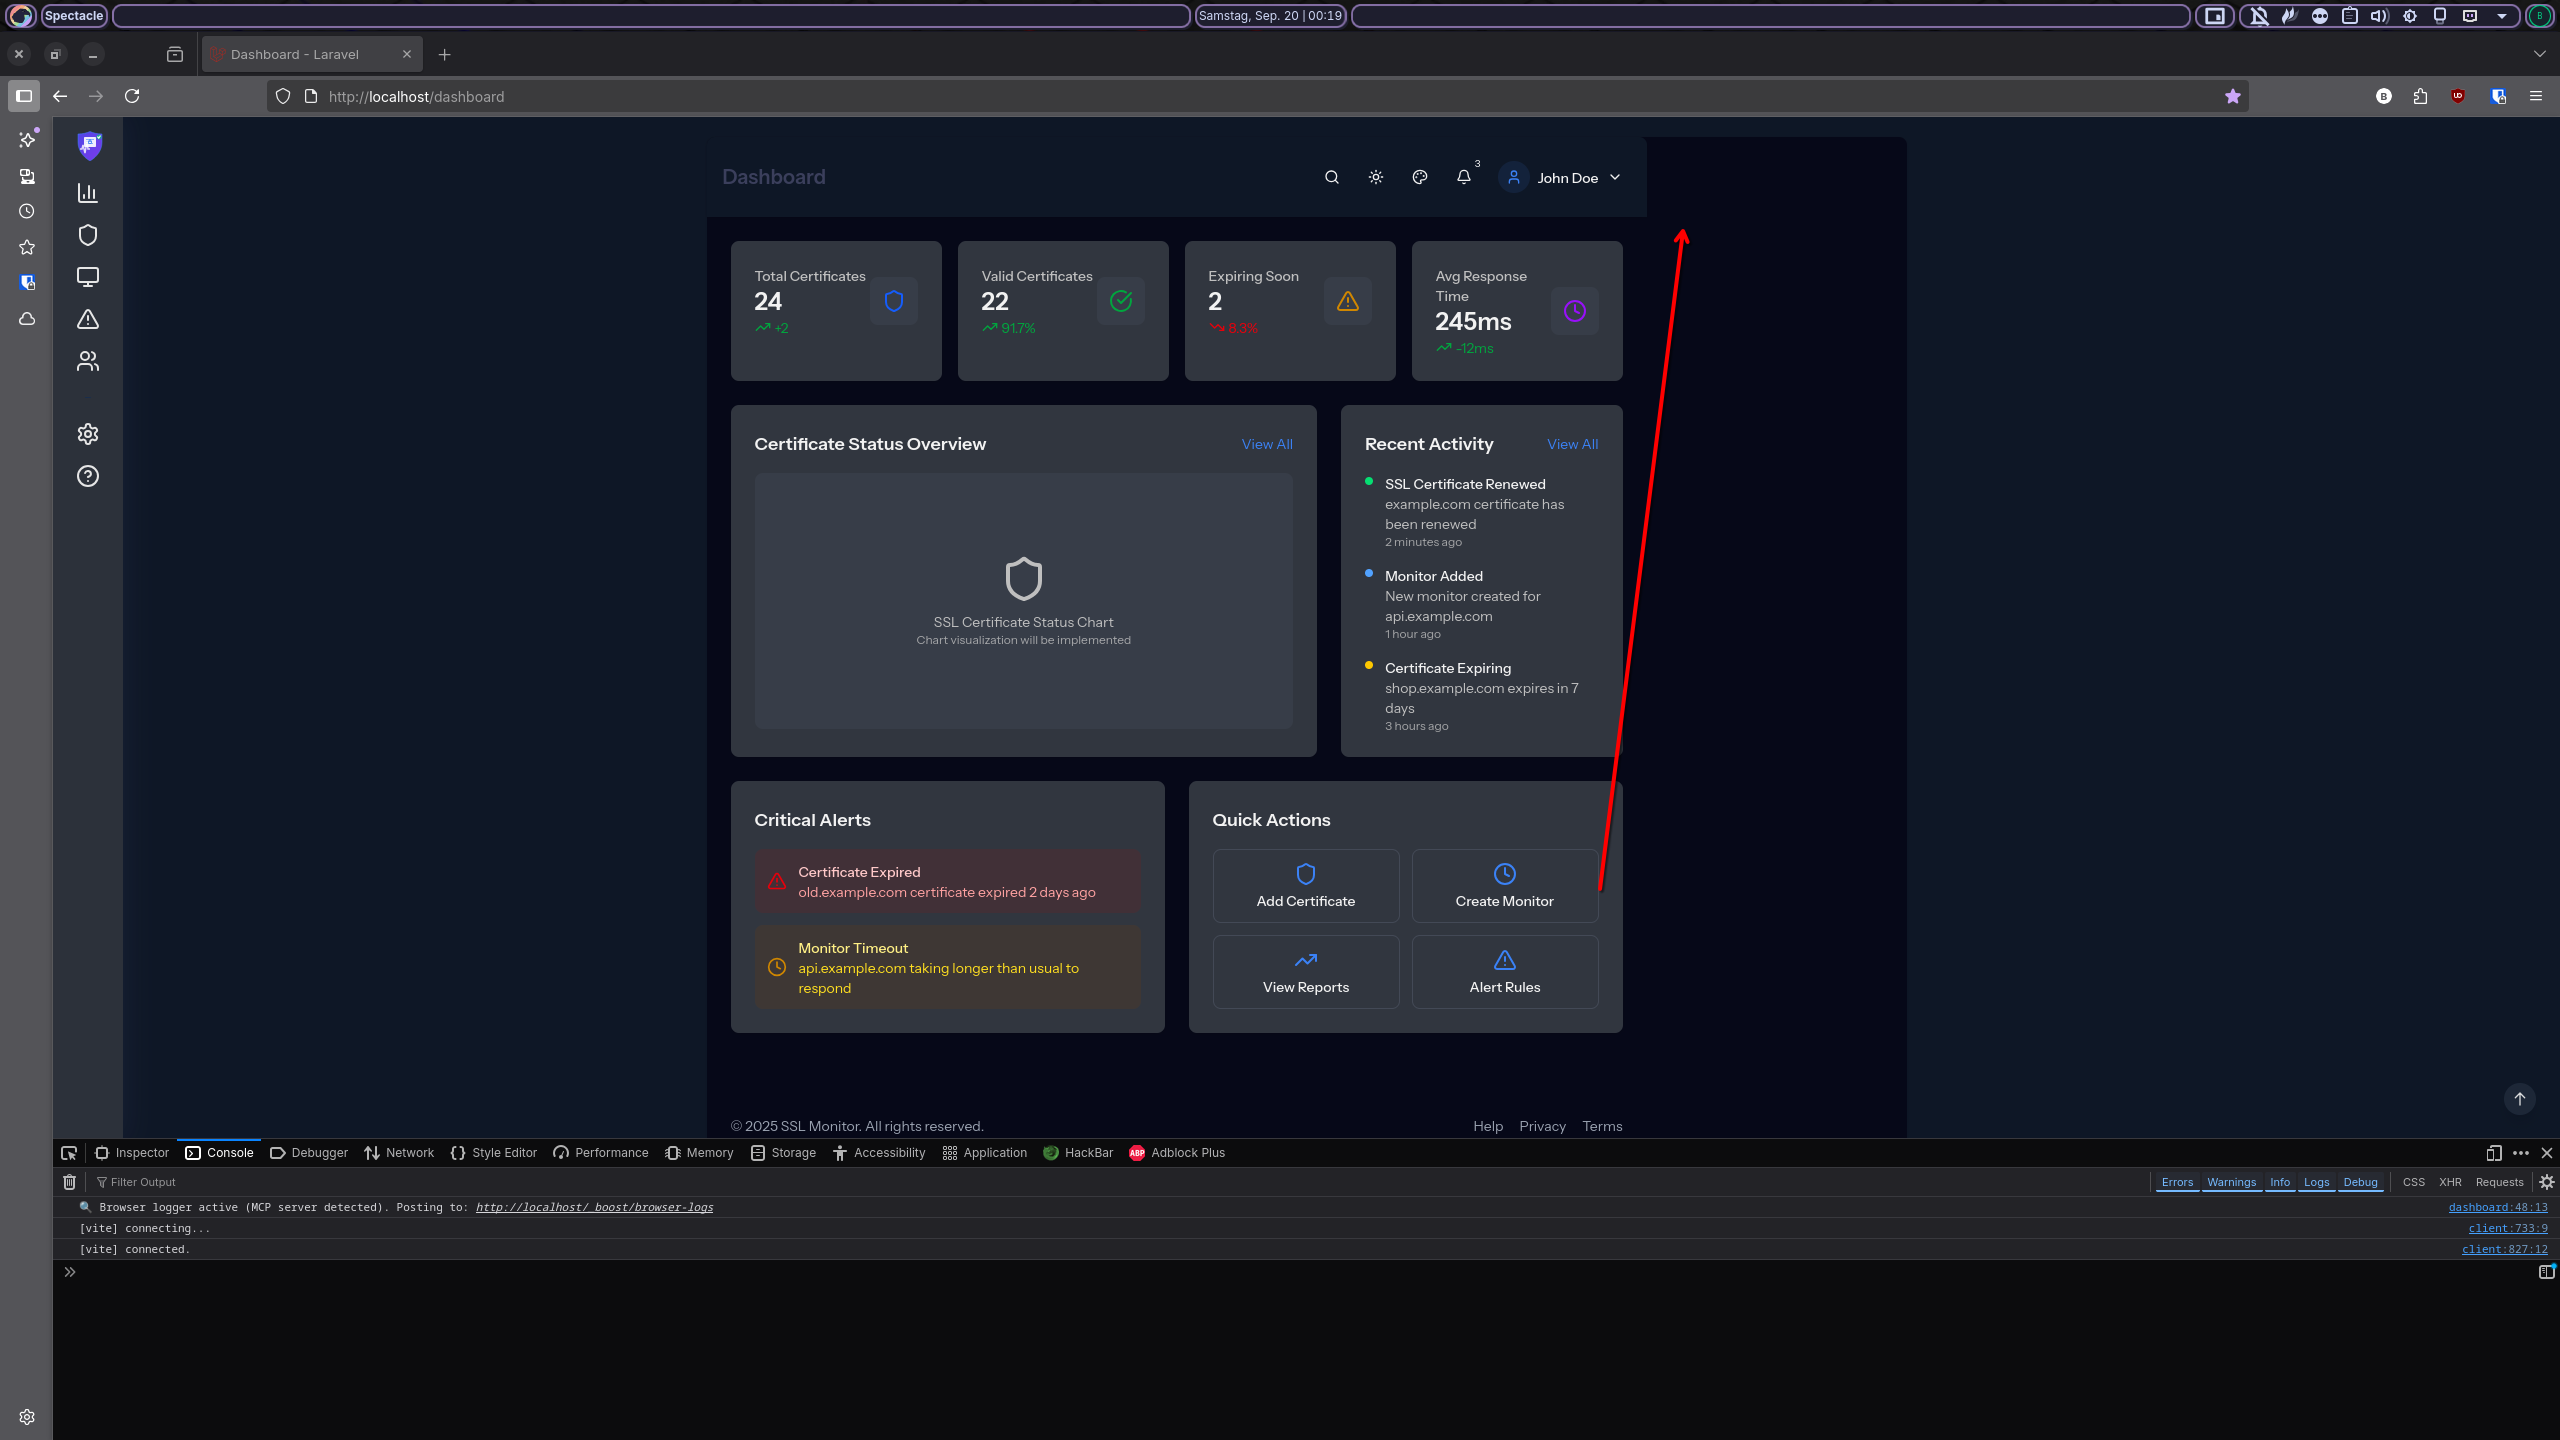 Spectacle
Samstag, Sep. 20 | 00:19
B
Dashboard - Laravel
http://localhost/dashboard
B
UD
Dashboard
3
John Doe
Total Certificates
24
+2
Valid Certificates
22
91.7%
Expiring Soon
2
8.3%
Avg Response
Time
245ms
-12ms
Certificate Status Overview
View All
SSL Certificate Status Chart
Chart visualization will be implemented
Recent Activity
View All
SSL Certificate Renewed
example.com certificate has
been renewed
2 minutes ago
Monitor Added
New monitor created for
api.example.com
1 hour ago
Certificate Expiring
shop.example.com expires in 7
days
3 hours ago
Critical Alerts
Certificate Expired
old.example.com certificate expired 2 days ago
Monitor Timeout
api.example.com taking longer than usual to
respond
Quick Actions
Add Certificate
Create Monitor
View Reports
Alert Rules
© 2025 SSL Monitor. All rights reserved.
Help Privacy Terms
Inspector Console Debugger Network Style Editor Performance Memory Storage Accessibility Application HackBar ABP Adblock Plus
Filter Output
Errors Warnings Info Logs Debug CSS XHR Requests
Browser logger active (MCP server detected). Posting to: http://localhost/_boost/browser-logs dashboard:48:13
[vite] connecting... client:733:9
[vite] connected. client:827:12